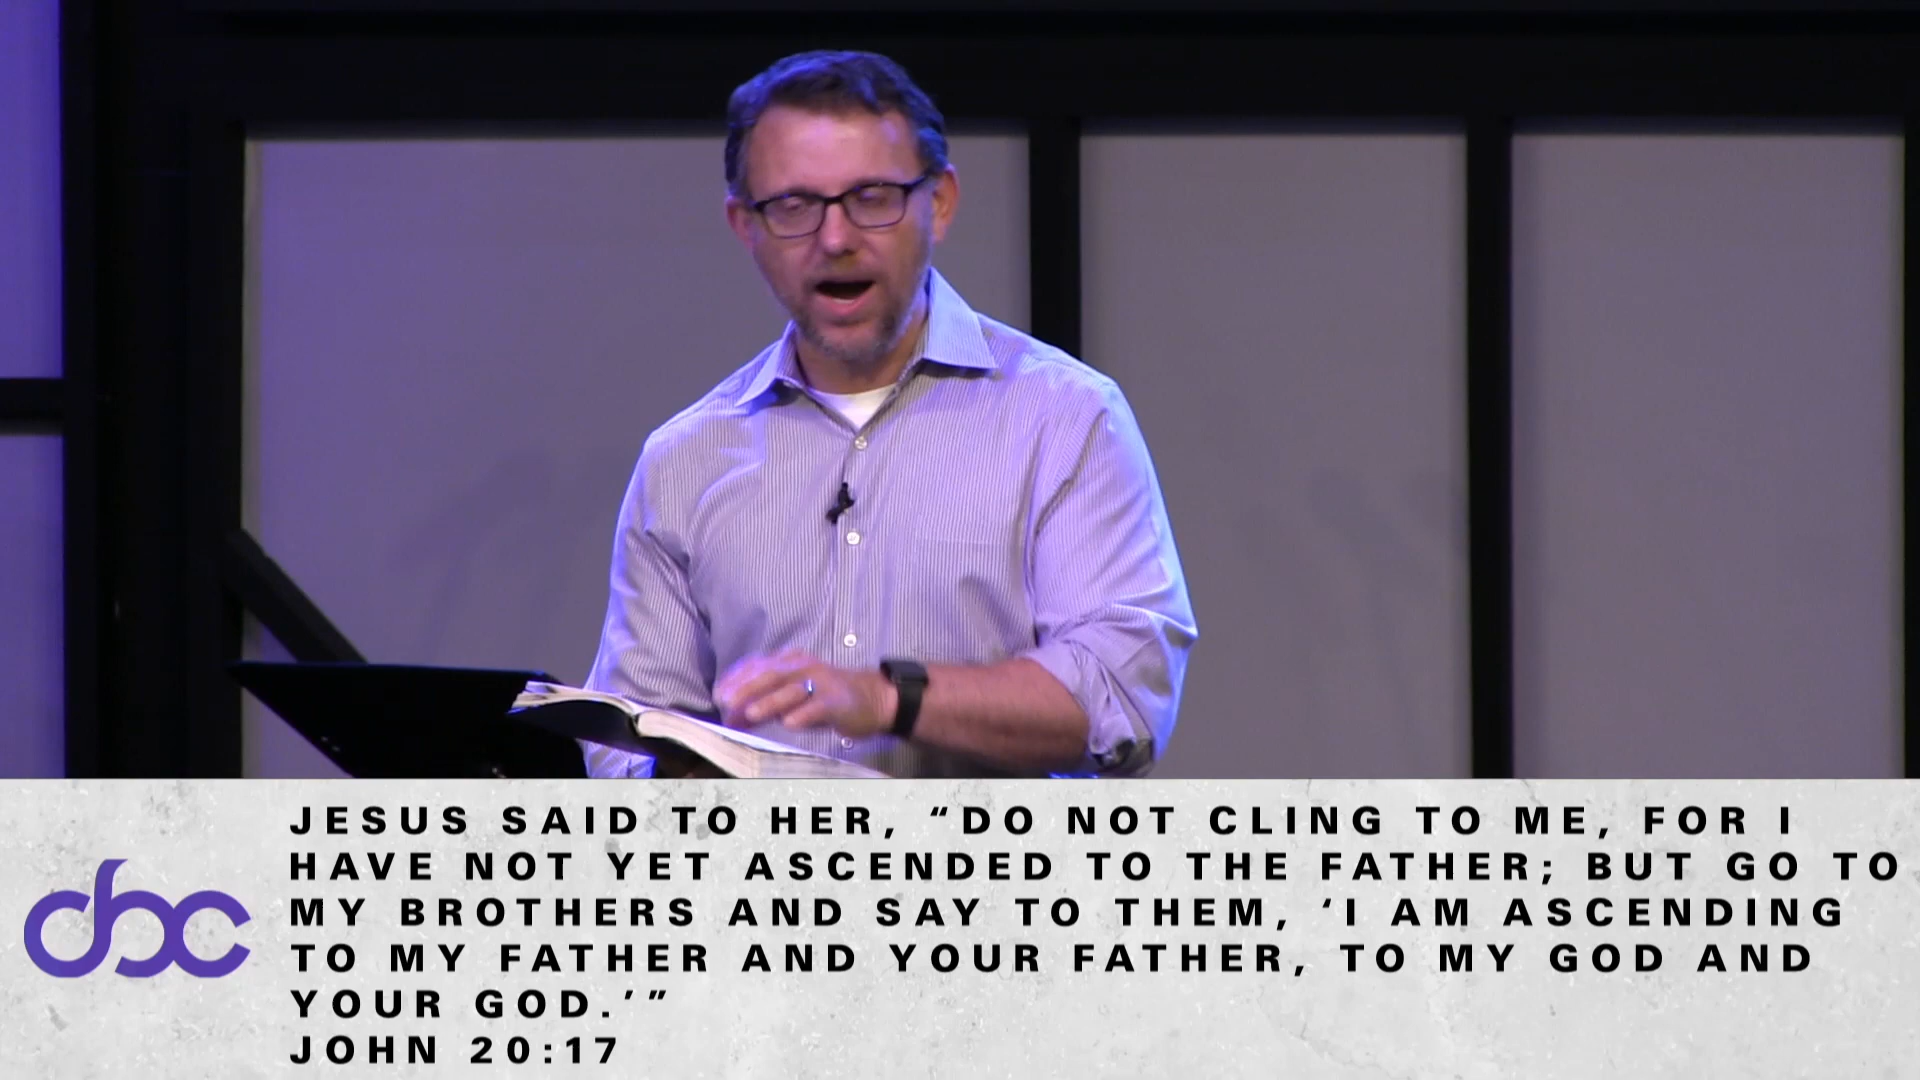 JESUS SAID TO HER, “DO NOT CLING TO ME, FOR I
HAVE NOT YET ASCENDED TO THE FATHER; BUT GO TO
MY BROTHERS AND SAY TO THEM, ‘I AM ASCENDING
TO MY FATHER AND YOUR FATHER, TO MY GOD AND
YOUR GOD.’”
JOHN 20:17
dbc